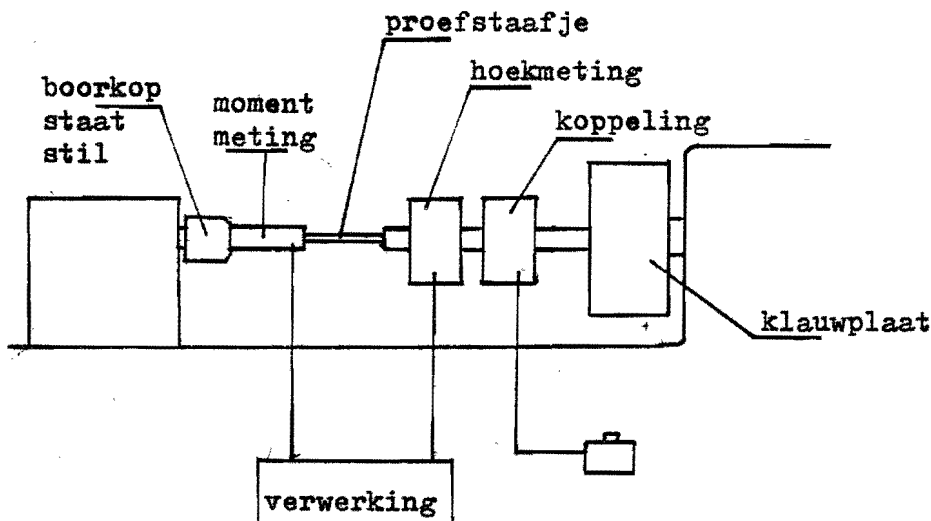 proefstaafje
hoekmeting
boorkop
staat
stil
moment
meting
koppeling
klauwplaat
verwerking